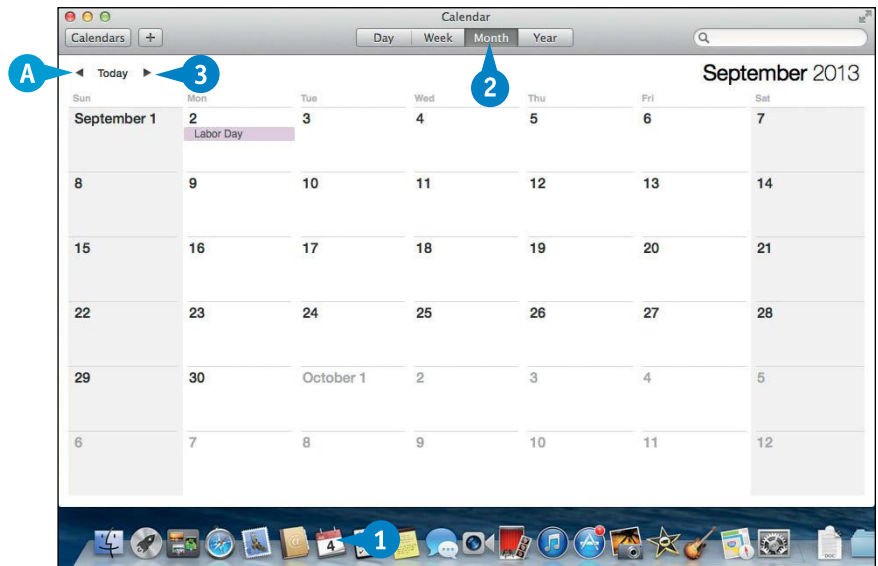 Calendar
Calendars + Day Week Month Year
A Today 3 2 September 2013
Sun Mon Tue Wed Thu Fri Sat
September 1 2 3 4 5 6 7
Labor Day
8 9 10 11 12 13 14
15 16 17 18 19 20 21
22 23 24 25 26 27 28
29 30 October 1 2 3 4 5
6 7 8 9 10 11 12
4 @ 1 1
DOC